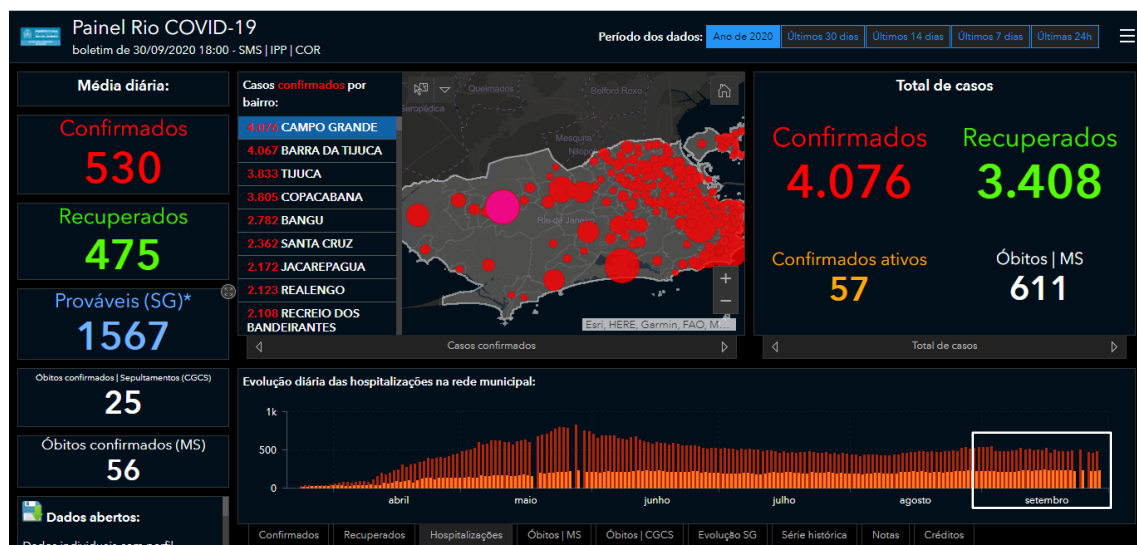 Painel Rio COVID-19
boletim de 30/09/2020 18:00 - SMS | IPP | COR
Período dos dados:
Ano de 2020
Últimos 30 dias
Últimos 14 dias
Últimos 7 dias
Últimas 24h
Média diária:
Confirmados
530
Recuperados
475
Prováveis (SG)*
1567
Óbitos confirmados | Sepultamentos (CGCS)
25
Óbitos confirmados (MS)
56
Dados abertos:
Dados individuais com perfil
Casos confirmados por
bairro:
4.076 CAMPO GRANDE
4.067 BARRA DA TIJUCA
3.833 TIJUCA
3.805 COPACABANA
2.782 BANGU
2.362 SANTA CRUZ
2.172 JACAREPAGUA
2.123 REALENGO
2.108 RECREIO DOS
BANDEIRANTES
Queimados
Belford Roxo
Seropédica
Mesquita
Nilópolis
Rio de Janeiro
+
−
Esri, HERE, Garmin, FAO, M...
Casos confirmados
Total de casos
Confirmados
4.076
Recuperados
3.408
Confirmados ativos
57
Óbitos | MS
611
Total de casos
Evolução diária das hospitalizações na rede municipal:
1k
500
0
abril
maio
junho
julho
agosto
setembro
Confirmados
Recuperados
Hospitalizações
Óbitos | MS
Óbitos | CGCS
Evolução SG
Série histórica
Notas
Créditos